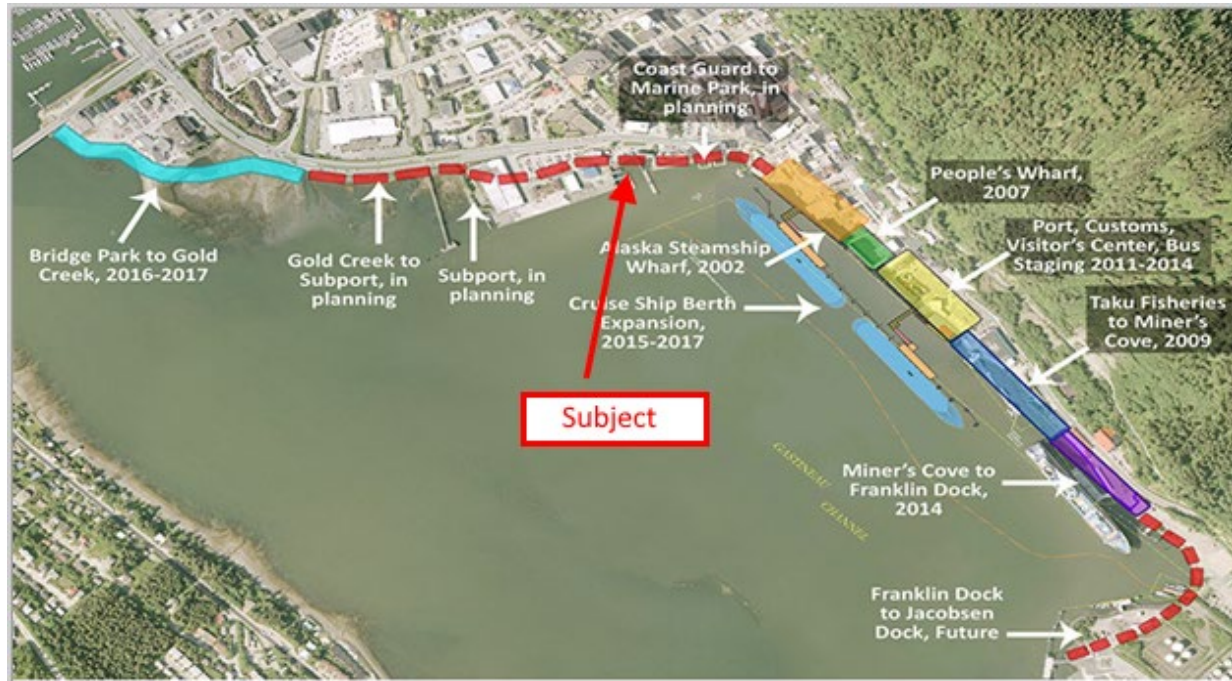 Coast Guard to
Marine Park, in
planning
People's Wharf,
2007
Port, Customs,
Visitor's Center, Bus
Staging 2011-2014
Bridge Park to Gold
Creek, 2016-2017
Gold Creek to
Subport, in
planning
Subport, in
planning
Alaska Steamship
Wharf, 2002
Cruise Ship Berth
Expansion,
2015-2017
Taku Fisheries
to Miner's
Cove, 2009
Subject
GASTINEAU
CHANNEL
Miner's Cove to
Franklin Dock,
2014
Franklin Dock
to Jacobsen
Dock, Future